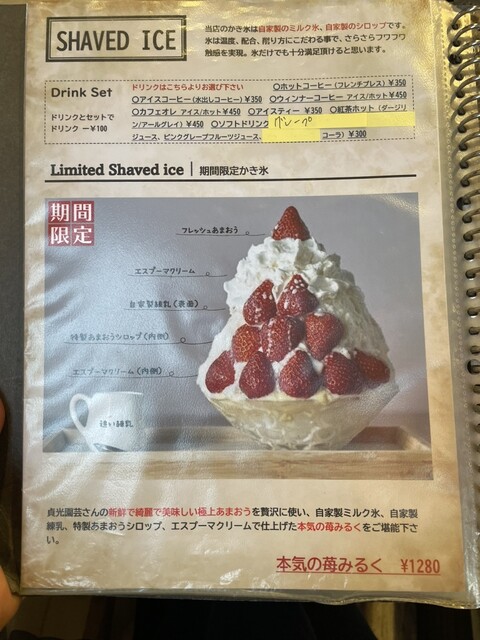 SHAVED ICE
当店のかき氷は自家製のミルク氷、自家製のシロップです。
氷は温度、配合、削り方にこだわる事で、さらさらフワフワ
触感を実現。氷だけでも十分満足頂けると思います。
Drink Set
ドリンクとセットで
ドリンク －¥100
ドリンクはこちらよりお選び下さい
○ホットコーヒー（フレンチプレス）¥350
○アイスコーヒー（水出しコーヒー）¥350 ○ウィンナーコーヒー アイス/ホット¥450
○カフェオレ アイス/ホット¥450 ○アイスティー ¥350 ○紅茶ホット（ダージリ
ン/アールグレイ）¥450 ○ソフトドリンク グレープ
ジュース、ピンクグレープフルーツジュース、 コーラ）¥300
Limited Shaved ice | 期間限定かき氷
期間
限定
フレッシュあまおう
エスプーマクリーム
自家製練乳（表面）
特製あまおうシロップ（内側）
エスプーマクリーム（内側）
追い練乳
貞光園芸さんの新鮮で綺麗で美味しい極上あまおうを贅沢に使い、自家製ミルク氷、自家製
練乳、特製あまおうシロップ、エスプーマクリームで仕上げた本気の苺みるくをご堪能下さ
い。
本気の苺みるく ¥1280